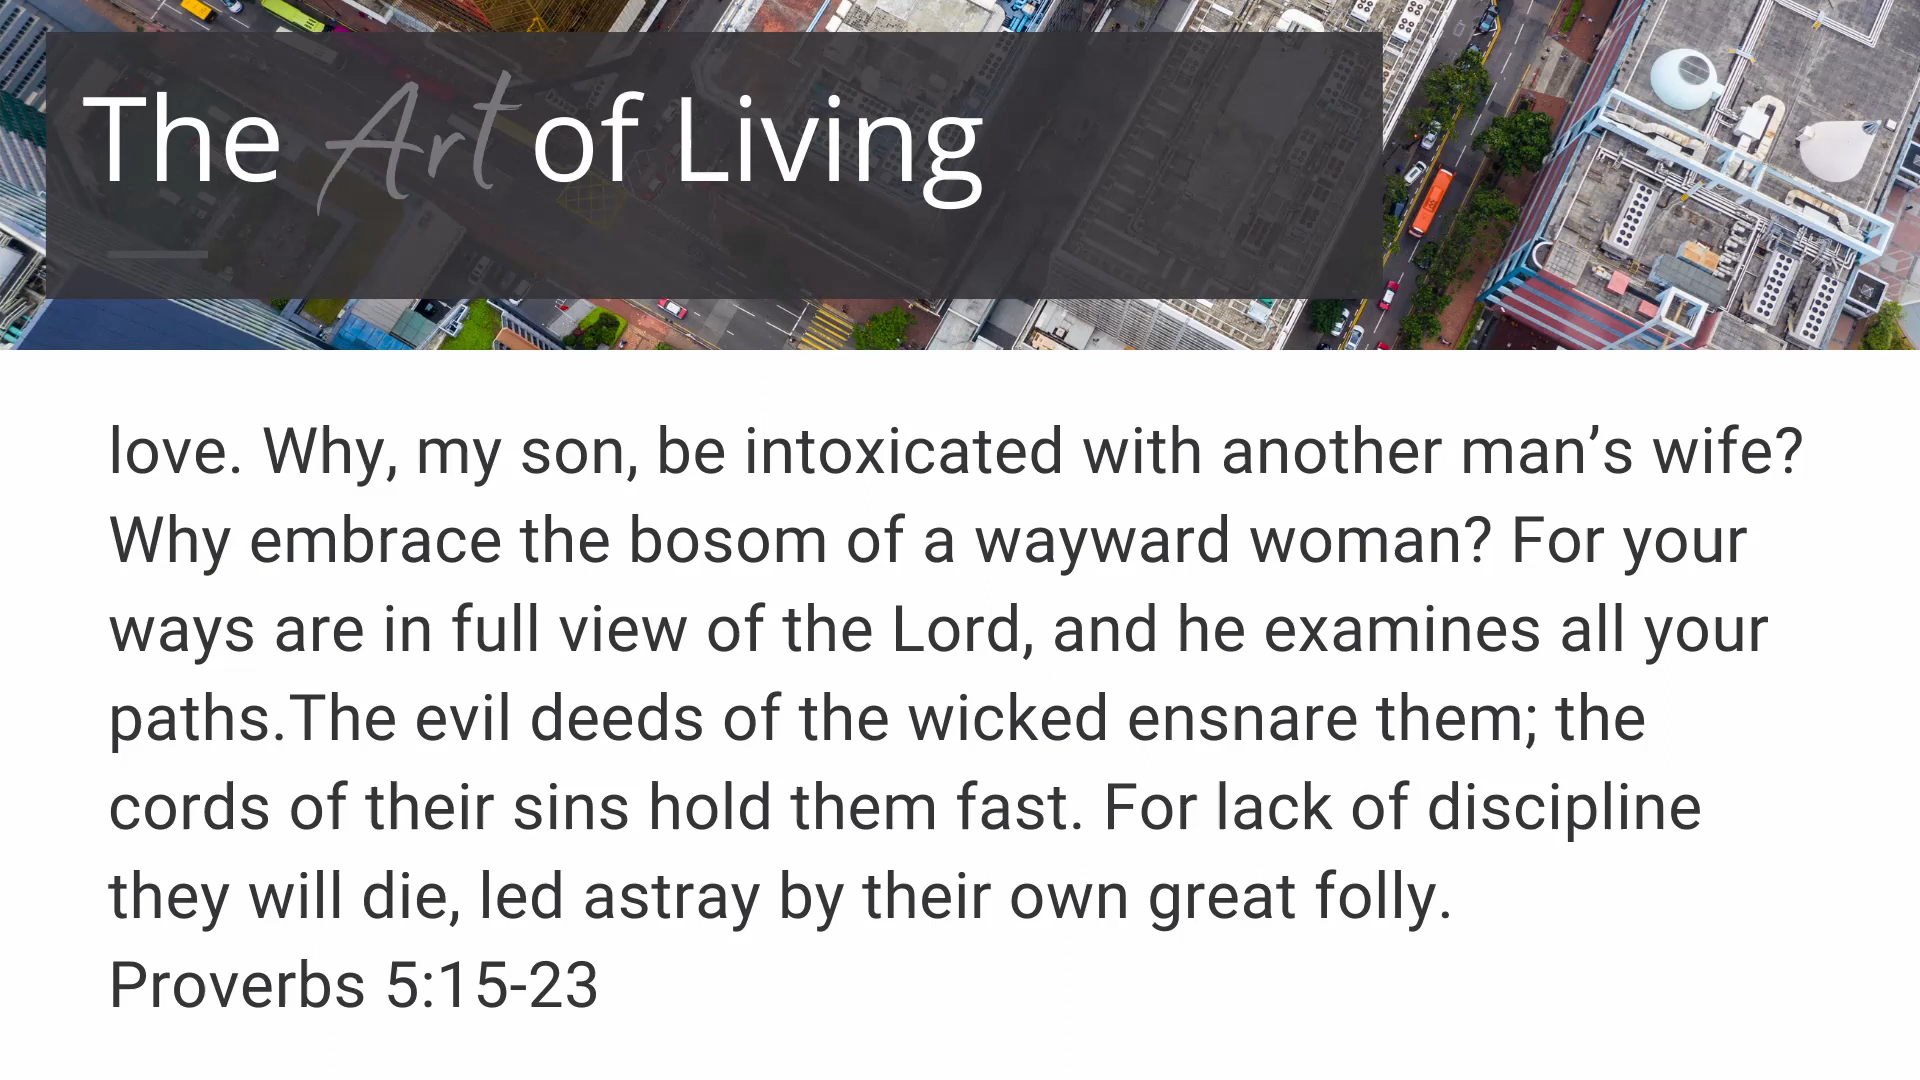 The Art of Living
love. Why, my son, be intoxicated with another man’s wife?
Why embrace the bosom of a wayward woman? For your
ways are in full view of the Lord, and he examines all your
paths.The evil deeds of the wicked ensnare them; the
cords of their sins hold them fast. For lack of discipline
they will die, led astray by their own great folly.
Proverbs 5:15-23